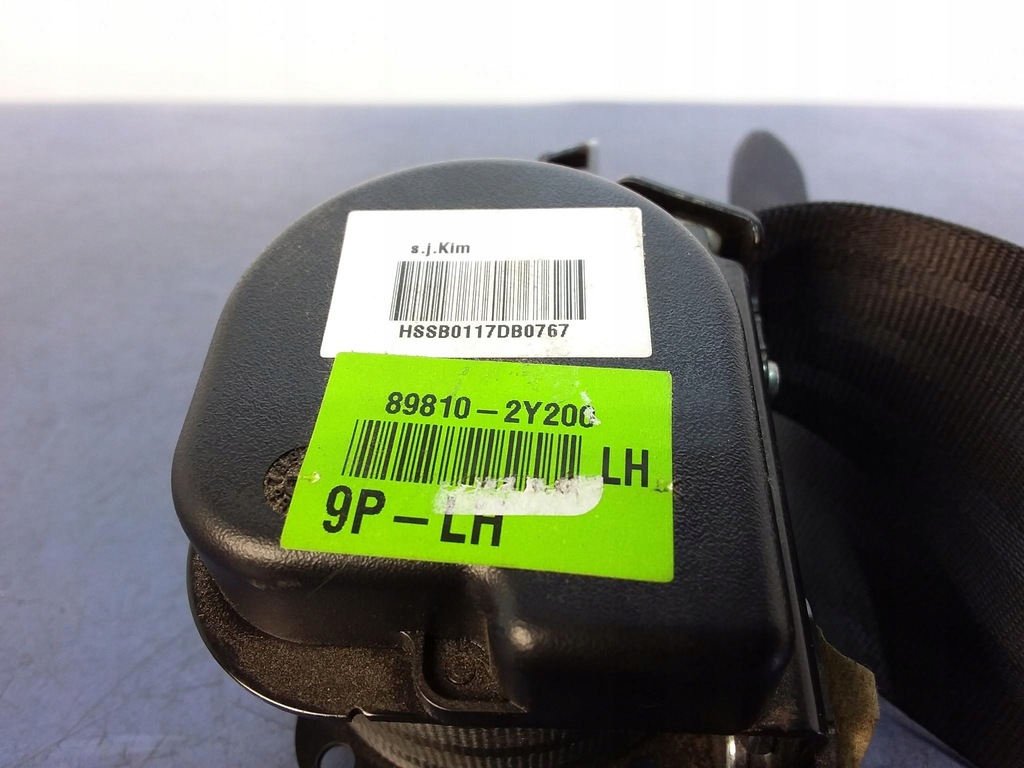 s.j.Kim
HSSB0117DB0767
89810-2Y200
LH
9P-LH